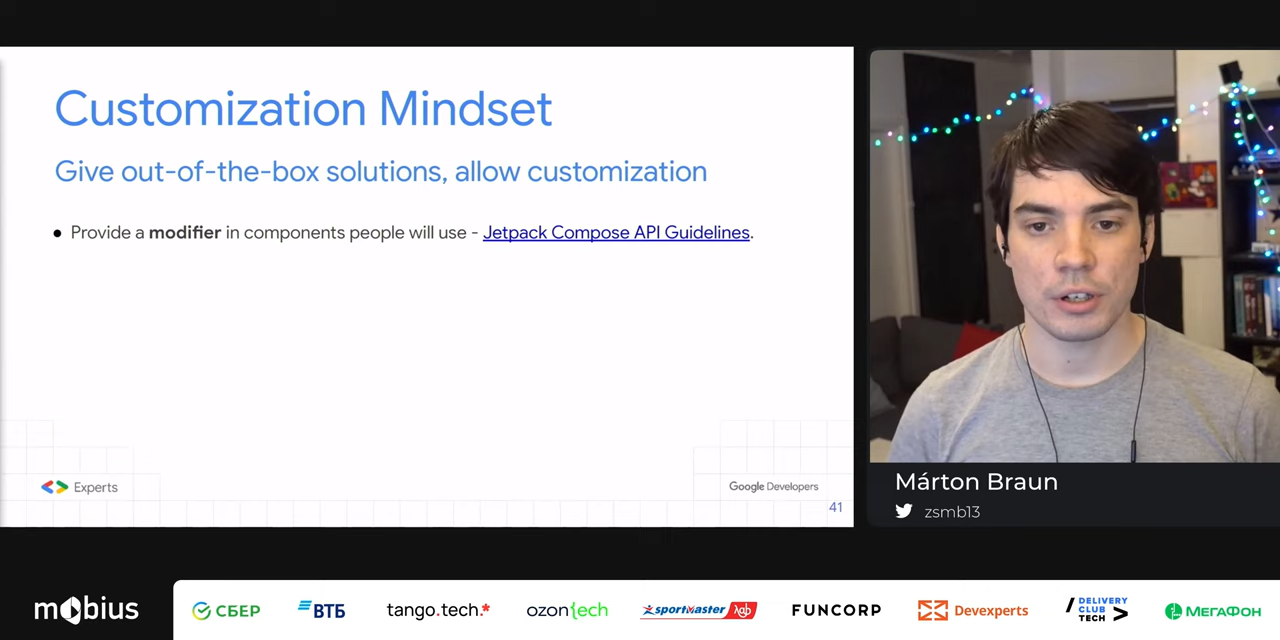 Customization Mindset
Give out-of-the-box solutions, allow customization
● Provide a modifier in components people will use - Jetpack Compose API Guidelines.
Experts
Google Developers
41
Márton Braun
zsmb13
mobius
СБЕР
ВТБ
tango.tech.*
ozon{tech
sportmaster lab
FUNCORP
Devexperts
/ DELIVERY
CLUB
TECH >
МЕГАФОН